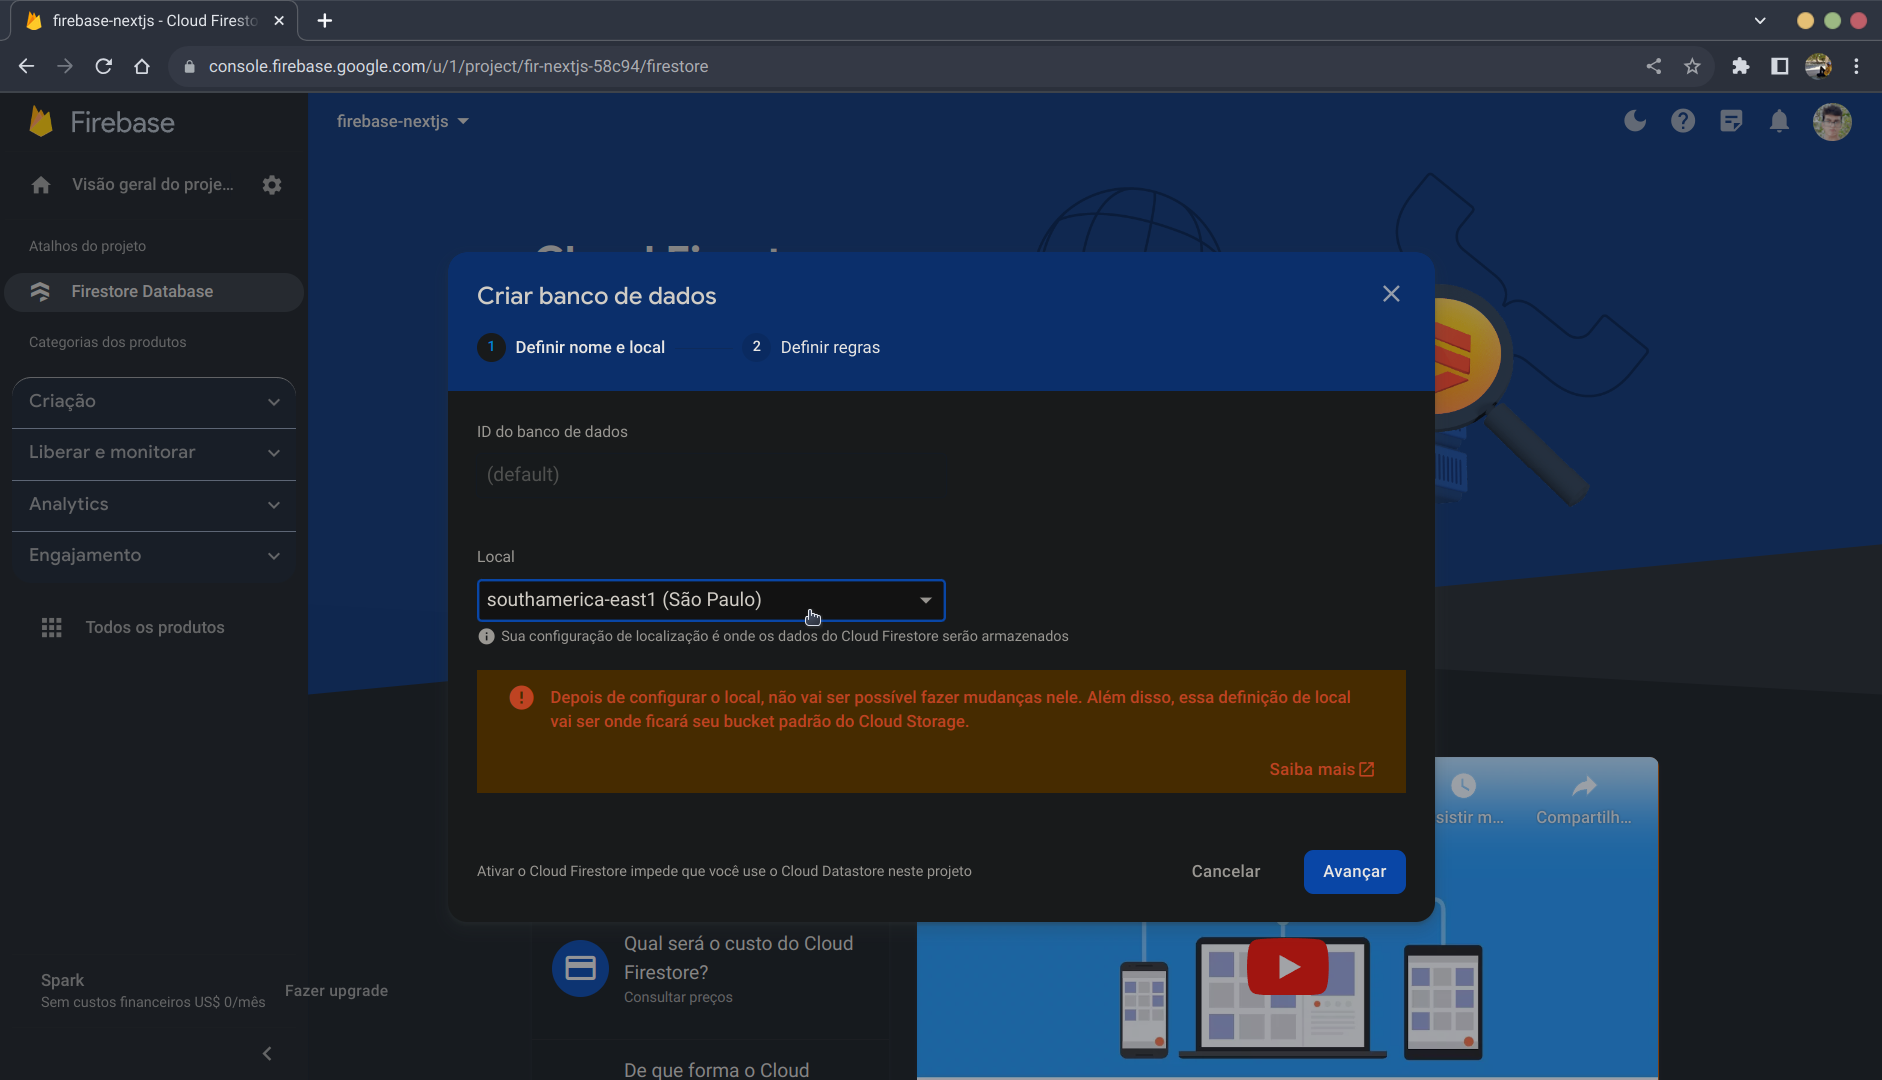 firebase-nextjs - Cloud Firesto
console.firebase.google.com/u/1/project/fir-nextjs-58c94/firestore
Firebase
firebase-nextjs
Visão geral do proje...
Atalhos do projeto
Firestore Database
Categorias dos produtos
Criação
Liberar e monitorar
Analytics
Engajamento
Todos os produtos
Spark
Sem custos financeiros US$ 0/mês
Fazer upgrade
Criar banco de dados
1 Definir nome e local
2 Definir regras
ID do banco de dados
(default)
Local
southamerica-east1 (São Paulo)
Sua configuração de localização é onde os dados do Cloud Firestore serão armazenados
Depois de configurar o local, não vai ser possível fazer mudanças nele. Além disso, essa definição de local
vai ser onde ficará seu bucket padrão do Cloud Storage.
Saiba mais
Ativar o Cloud Firestore impede que você use o Cloud Datastore neste projeto
Cancelar
Avançar
sistir m...
Compartilh...
Qual será o custo do Cloud
Firestore?
Consultar preços
De que forma o Cloud